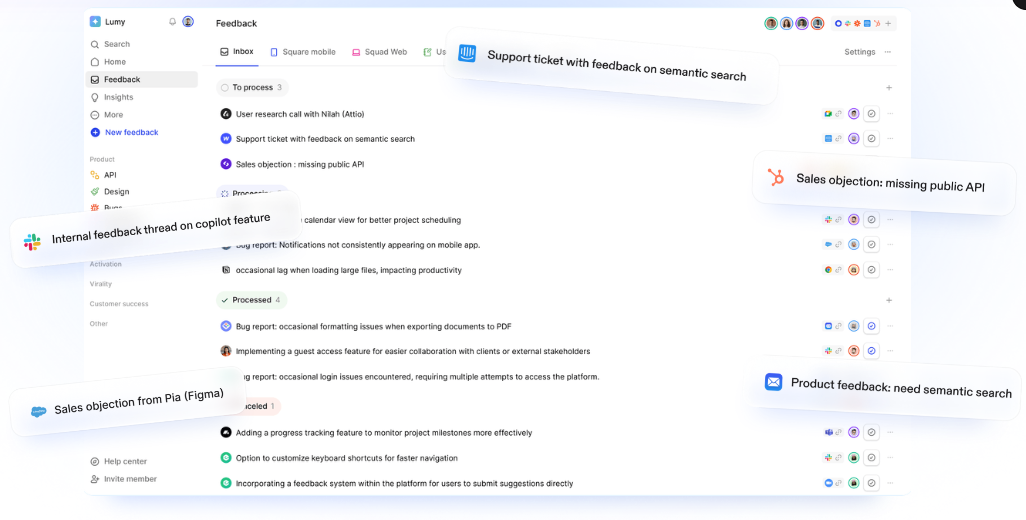 Lumy
Feedback
Search
Home
Feedback
Insights
More
New feedback
Product
API
Design
Bugs
Activation
Virality
Customer success
Other
Help center
Invite member
Inbox
Square mobile
Squad Web
Us
Settings
To process 3
User research call with Nilah (Attio)
Support ticket with feedback on semantic search
Sales objection : missing public API
Processing
calendar view for better project scheduling
Bug report: Notifications not consistently appearing on mobile app.
occasional lag when loading large files, impacting productivity
Processed 4
Bug report: occasional formatting issues when exporting documents to PDF
Implementing a guest access feature for easier collaboration with clients or external stakeholders
ug report: occasional login issues encountered, requiring multiple attempts to access the platform.
nceled 1
Adding a progress tracking feature to monitor project milestones more effectively
Option to customize keyboard shortcuts for faster navigation
Incorporating a feedback system within the platform for users to submit suggestions directly
Support ticket with feedback on semantic search
Sales objection: missing public API
Internal feedback thread on copilot feature
Sales objection from Pia (Figma)
Product feedback: need semantic search